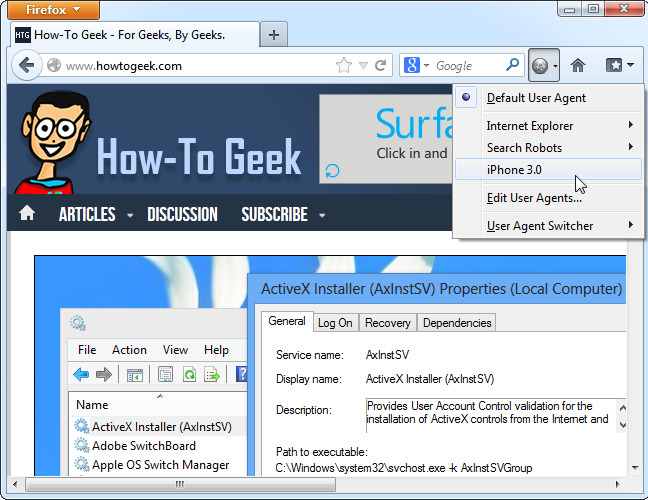 Firefox
HTG How-To Geek - For Geeks, By Geeks.
www.howtogeek.com
Google
Default User Agent
Internet Explorer
Search Robots
iPhone 3.0
Edit User Agents...
User Agent Switcher
How-To Geek
Surfa
Click in and
ARTICLES DISCUSSION SUBSCRIBE
ActiveX Installer (AxInstSV) Properties (Local Computer)
General Log On Recovery Dependencies
Service name: AxInstSV
Display name: ActiveX Installer (AxInstSV)
Description: Provides User Account Control validation for the
installation of ActiveX controls from the Internet and
Path to executable:
C:\Windows\system32\svchost.exe -k AxInstSVGroup
File Action View Help
Name
ActiveX Installer (AxInstSV)
Adobe SwitchBoard
Apple OS Switch Manager